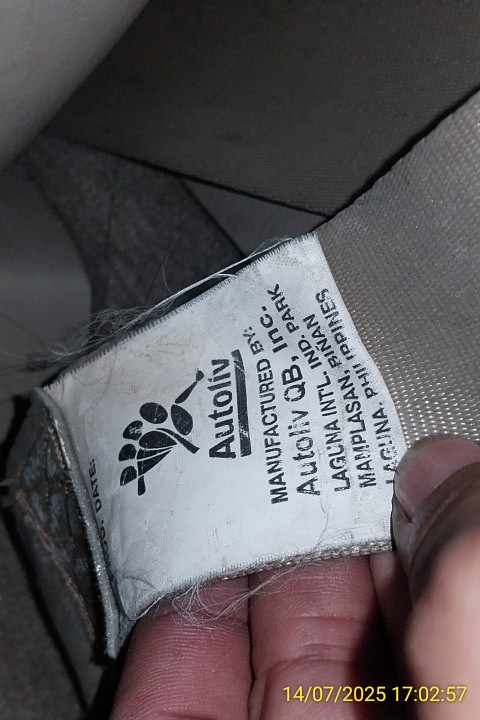 Autoliv
MANUFACTURED BY:
Autoliv QB, Inc.
LAGUNA INTL. IND. PARK
MAMPLASAN, BINAN
LAGUNA, PHILIPPINES
DATE:
14/07/2025 17:02:57